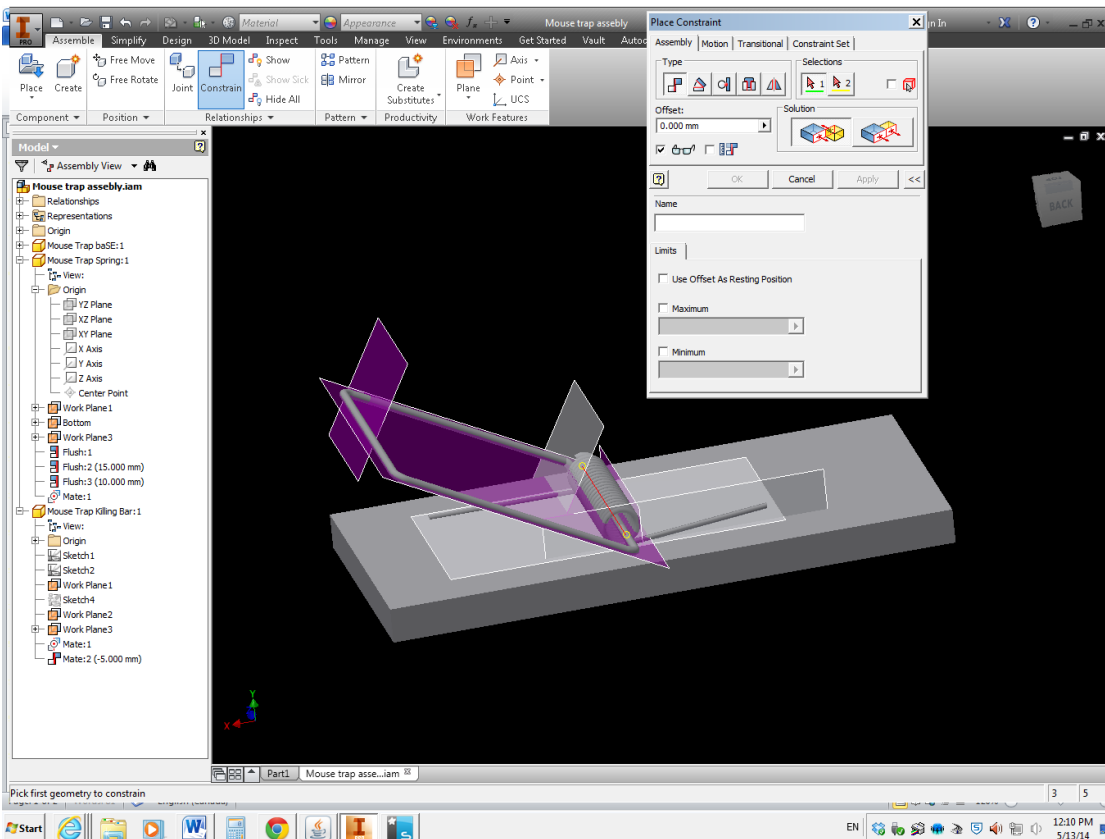 Material
Appearance
Mouse trap assebly
n In
PRO
Assemble Simplify Design 3D Model Inspect Tools Manage View Environments Get Started Vault Autoc
Place
Create
Free Move
Free Rotate
Joint
Constrain
Show
Show Sick
Hide All
Pattern
Mirror
Create
Substitutes
Plane
Axis
Point
UCS
Component
Position
Relationships
Pattern
Productivity
Work Features
Place Constraint
Assembly Motion Transitional Constraint Set
Type
Selections
1
2
Offset:
Solution
0.000 mm
OK
Cancel
Apply
<<
Name
Limits
Use Offset As Resting Position
Maximum
Minimum
BACK
Model
Assembly View
Mouse trap assebly.iam
Relationships
Representations
Origin
Mouse Trap baSE:1
Mouse Trap Spring:1
View:
Origin
YZ Plane
XZ Plane
XY Plane
X Axis
Y Axis
Z Axis
Center Point
Work Plane1
Bottom
Work Plane3
Flush:1
Flush:2 (15.000 mm)
Flush:3 (10.000 mm)
Mate:1
Mouse Trap Killing Bar:1
View:
Origin
Sketch1
Sketch2
Work Plane1
Sketch4
Work Plane2
Work Plane3
Mate:1
Mate:2 (-5.000 mm)
Y
X
Part1
Mouse trap asse...iam
Pick first geometry to constrain
3 5
English (Canada)
Start
EN
12:10 PM
5/13/14